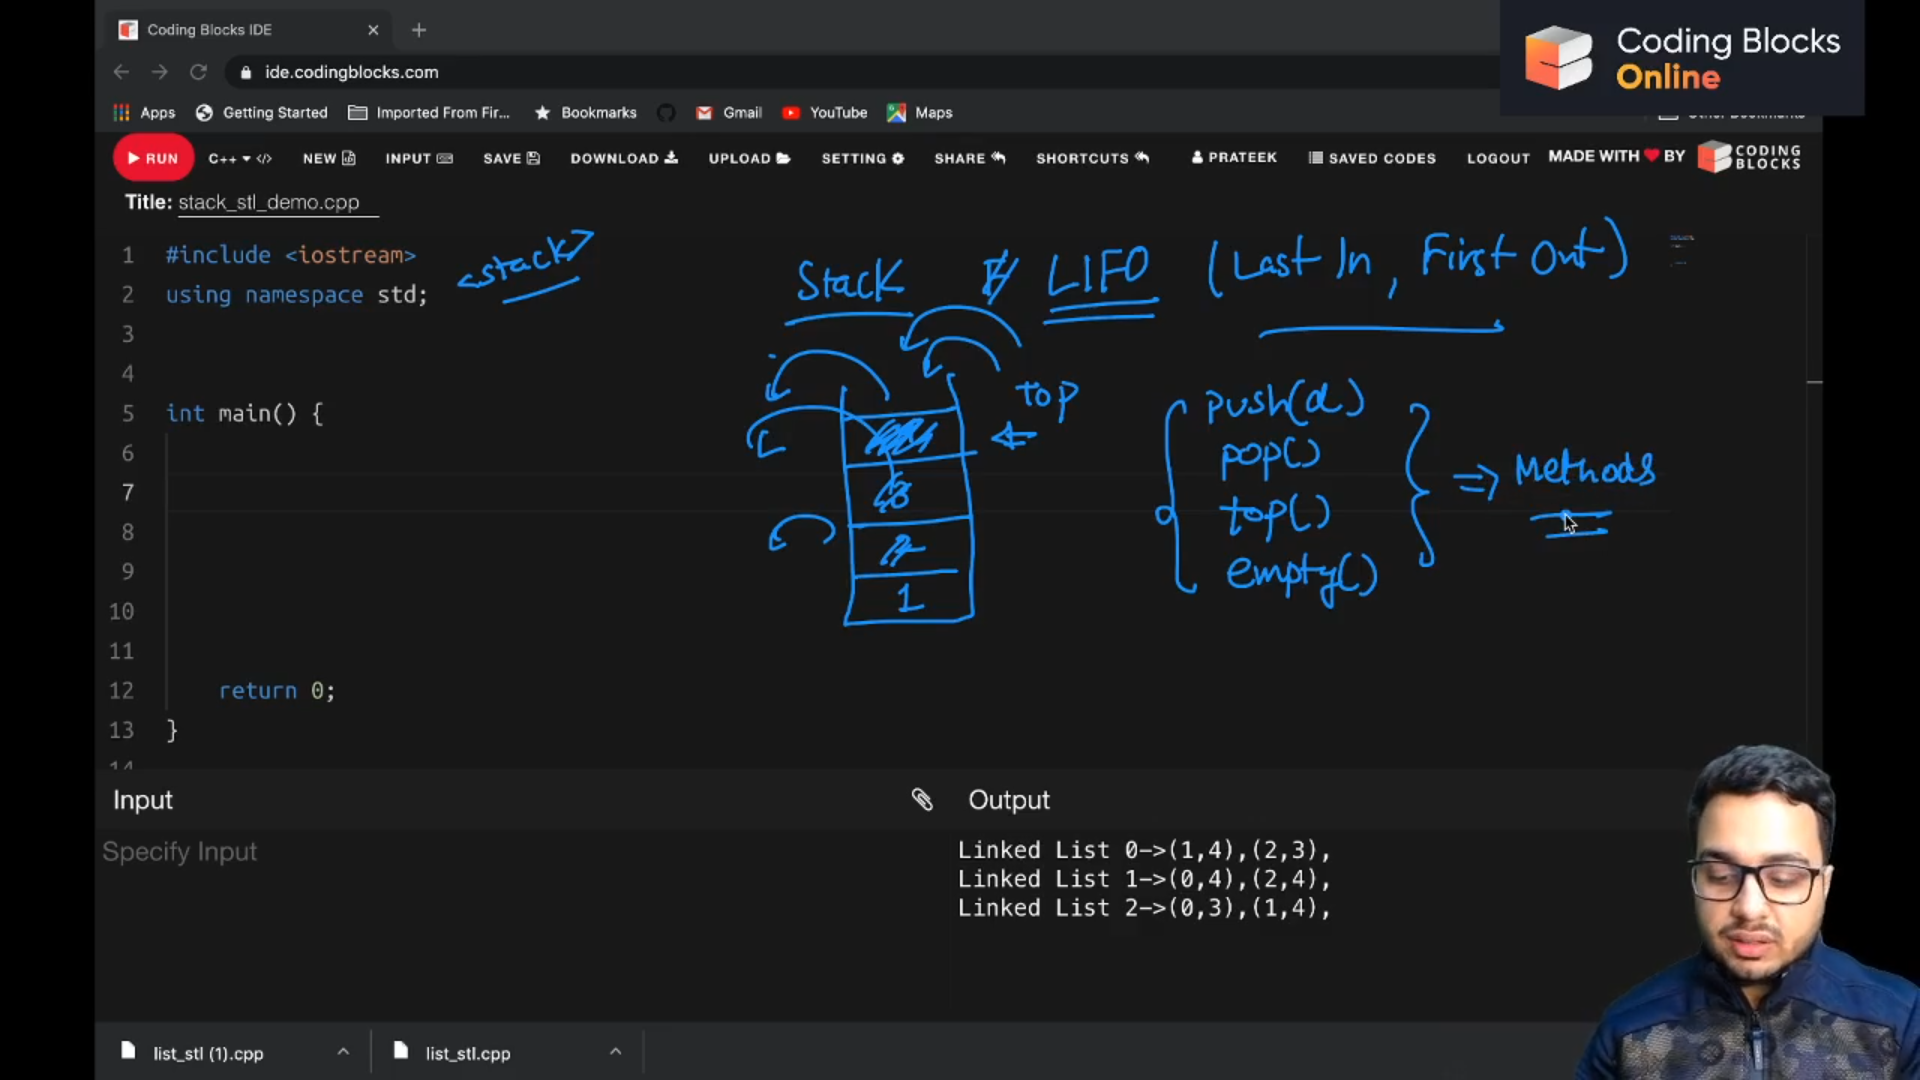 Coding Blocks IDE
ide.codingblocks.com
Coding Blocks
Online
Apps Getting Started Imported From Fir... Bookmarks Gmail YouTube Maps
RUN C++ NEW INPUT SAVE DOWNLOAD UPLOAD SETTING SHARE SHORTCUTS PRATEEK SAVED CODES LOGOUT MADE WITH BY CODING BLOCKS
Title: stack_stl_demo.cpp
1 #include <iostream>
2 using namespace std;
3
4
5 int main() {
6
7
8
9
10
11
12 return 0;
13 }
14
<stack>
Stack LIFO (Last In, First Out)
top
push(d)
pop()
top()
empty()
=> Methods
1
Input
Specify Input
Output
Linked List 0->(1,4),(2,3),
Linked List 1->(0,4),(2,4),
Linked List 2->(0,3),(1,4),
list_stl (1).cpp
list_stl.cpp